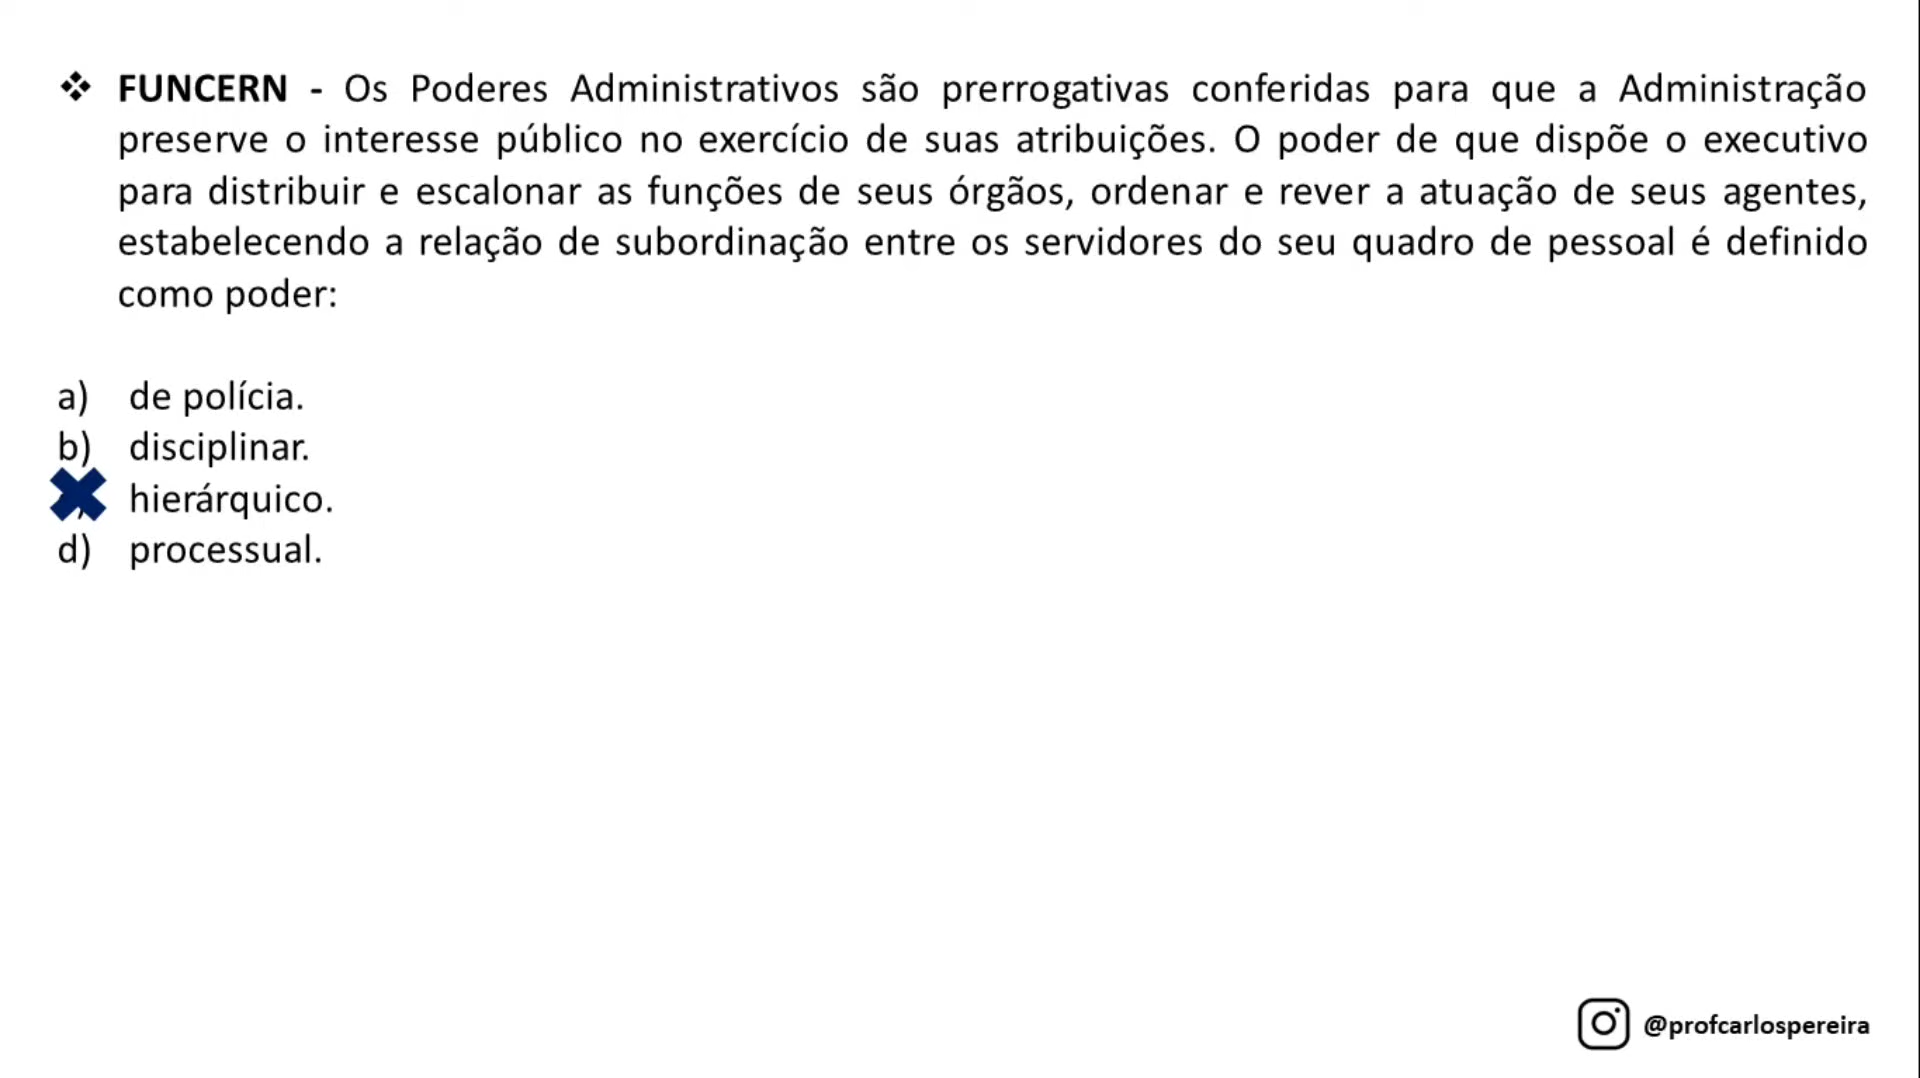 FUNCERN - Os Poderes Administrativos são prerrogativas conferidas para que a Administração
preserve o interesse público no exercício de suas atribuições. O poder de que dispõe o executivo
para distribuir e escalonar as funções de seus órgãos, ordenar e rever a atuação de seus agentes,
estabelecendo a relação de subordinação entre os servidores do seu quadro de pessoal é definido
como poder:
a) de polícia.
b) disciplinar.
hierárquico.
d) processual.
@profcarlospereira